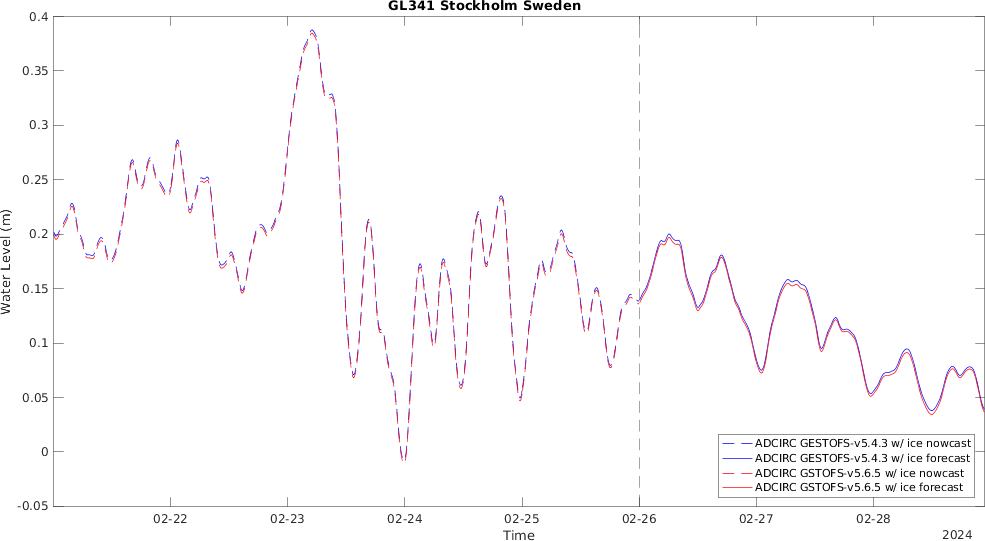 GL341 Stockholm Sweden
0.4
0.35
0.3
0.25
0.2
0.15
0.1
0.05
0
-0.05
Water Level (m)
02-22 02-23 02-24 02-25 02-26 02-27 02-28
Time
2024
ADCIRC GESTOFS-v5.4.3 w/ ice nowcast
ADCIRC GESTOFS-v5.4.3 w/ ice forecast
ADCIRC GSTOFS-v5.6.5 w/ ice nowcast
ADCIRC GSTOFS-v5.6.5 w/ ice forecast